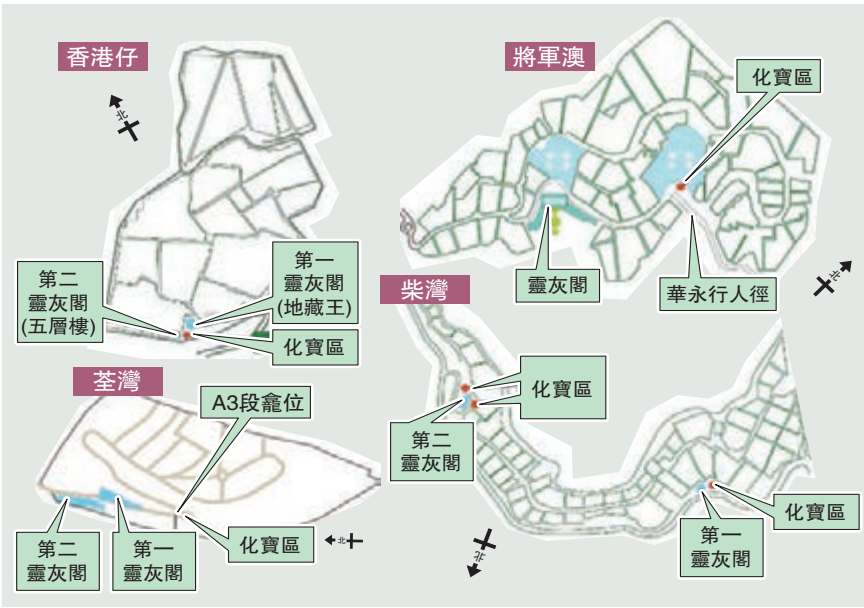 香港仔
北
第二
靈灰閣
(五層樓)
第一
靈灰閣
(地藏王)
化寶區
將軍澳
化寶區
靈灰閣
華永行人徑
北
荃灣
A3段龕位
第二
靈灰閣
第一
靈灰閣
化寶區
北
柴灣
化寶區
第二
靈灰閣
化寶區
第一
靈灰閣
北